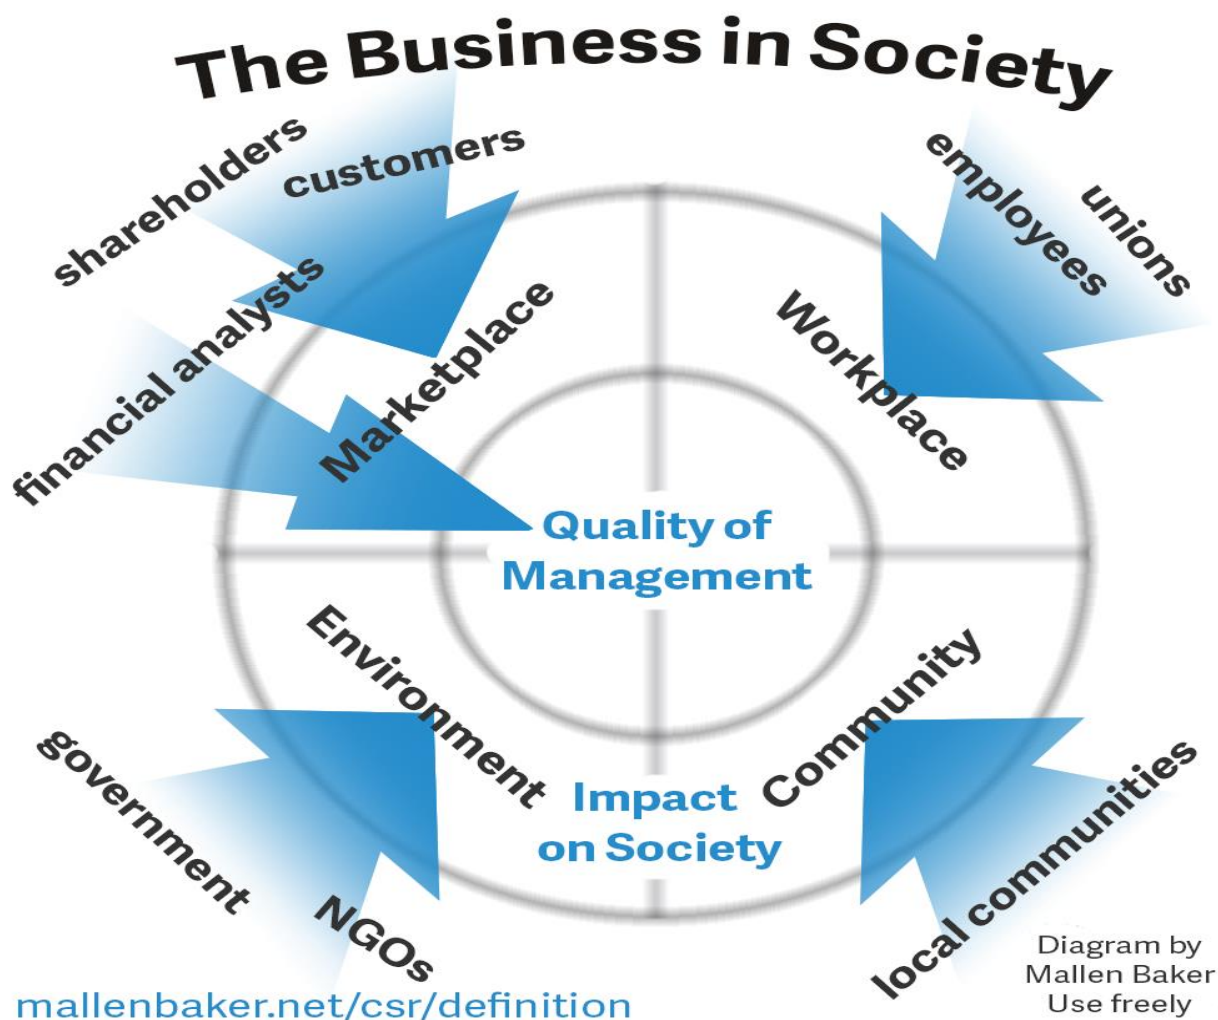 The Business in Society
shareholders
customers
employees
unions
financial analysts
Marketplace
Workplace
Quality of
Management
Environment
Community
Impact
on Society
government
NGOs
local communities
Diagram by
Mallen Baker
Use freely
mallenbaker.net/csr/definition